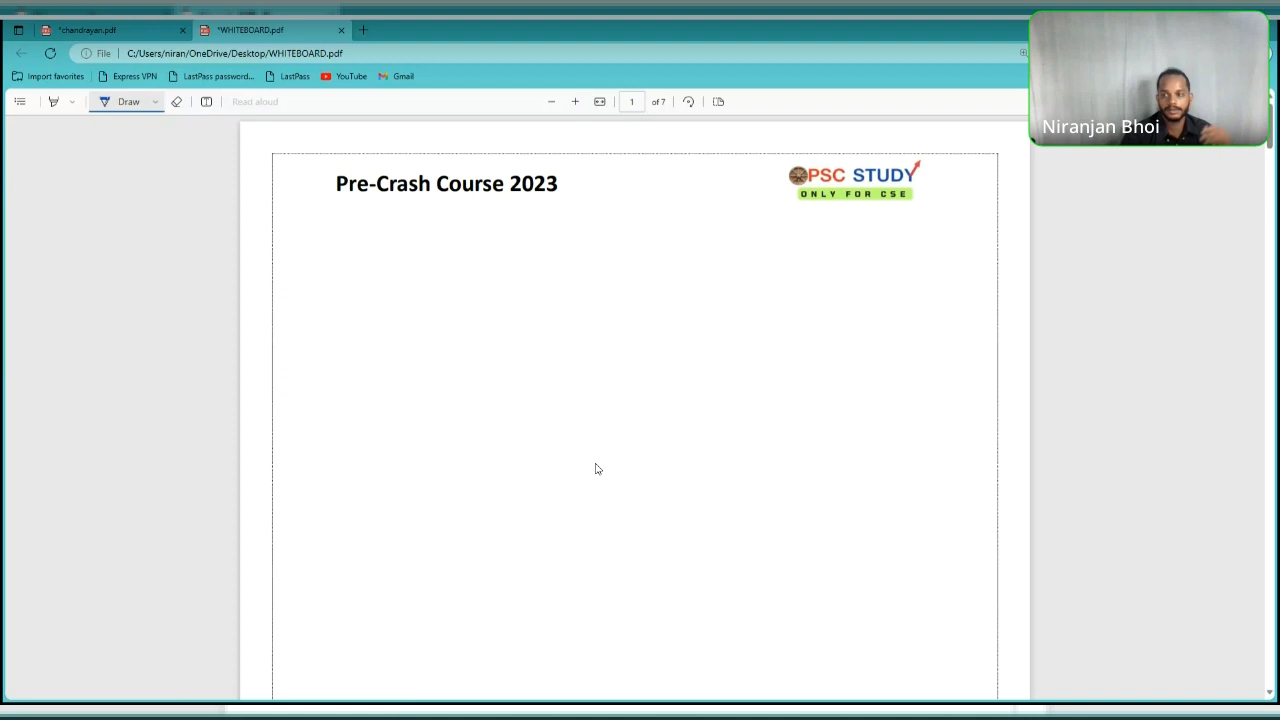 *chandrayan.pdf
*WHITEBOARD.pdf
File C:/Users/niran/OneDrive/Desktop/WHITEBOARD.pdf
Import favorites Express VPN LastPass password... LastPass YouTube Gmail
Draw Read aloud 1 of 7
Niranjan Bhoi
Pre-Crash Course 2023
OPSC STUDY
ONLY FOR CSE